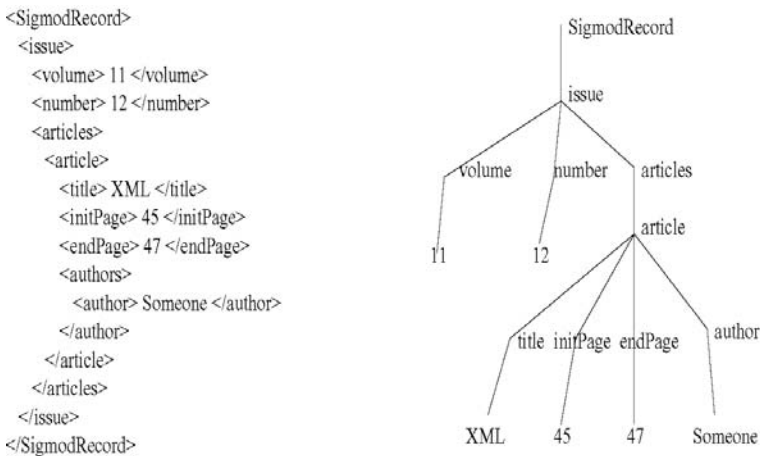 <SigmodRecord>
<issue>
<volume> 11 </volume>
<number> 12 </number>
<articles>
<article>
<title> XML </title>
<initPage> 45 </initPage>
<endPage> 47 </endPage>
<authors>
<author> Someone </author>
</author>
</article>
</articles>
</issue>
</SigmodRecord>
SigmodRecord
issue
volume number articles
article
11 12
title initPage endPage author
XML 45 47 Someone